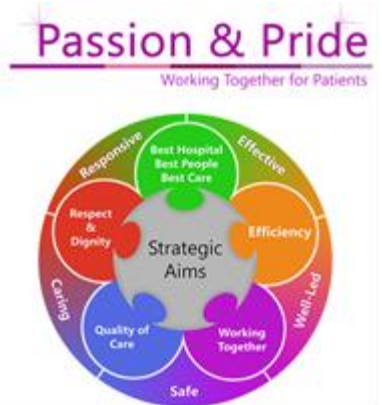 Passion & Pride
Working Together for Patients
Responsive
Effective
Best Hospital
Best People
Best Care
Respect
&
Dignity
Efficiency
Strategic
Aims
Caring
Well-Led
Quality of
Care
Working
Together
Safe